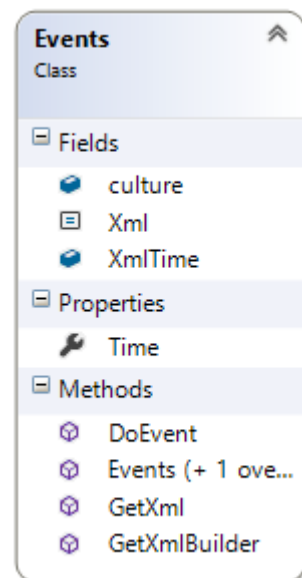 Events
Class
Fields
culture
Xml
XmlTime
Properties
Time
Methods
DoEvent
Events (+ 1 ove...
GetXml
GetXmlBuilder